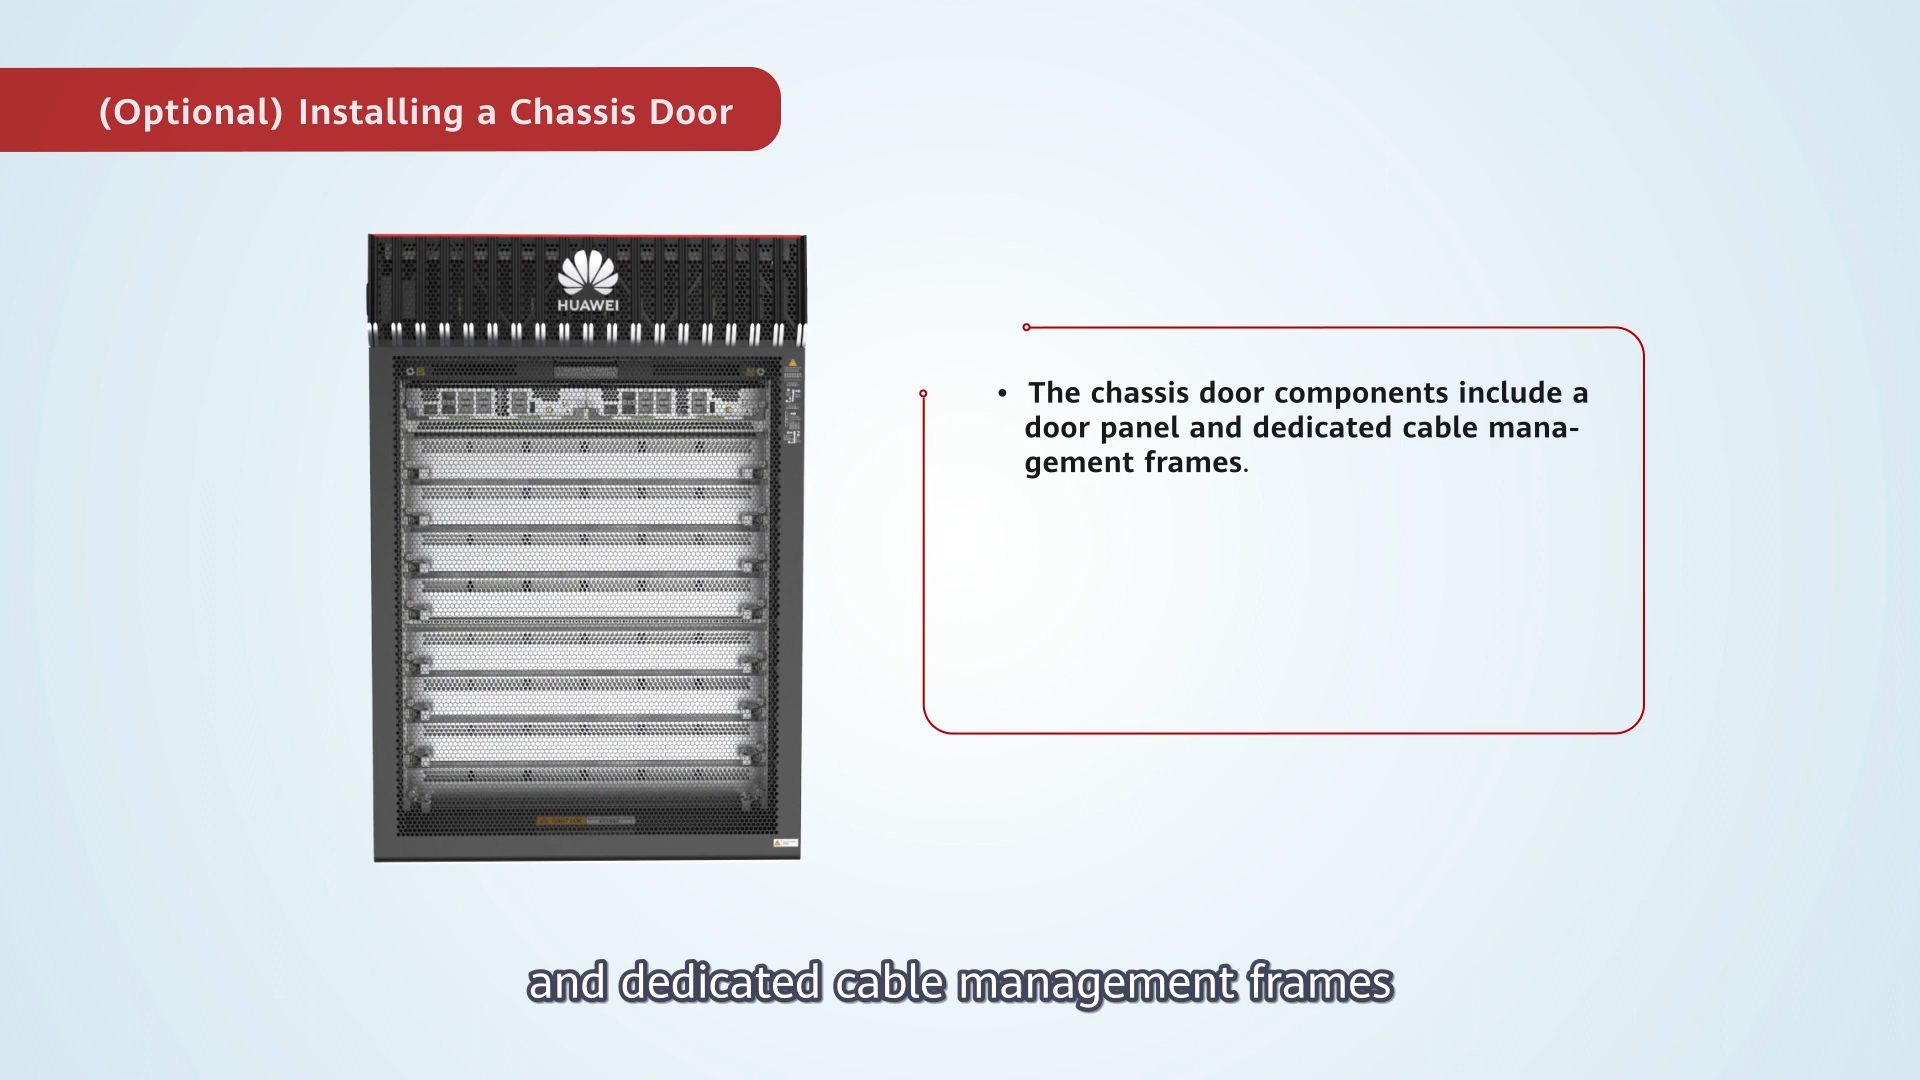 (Optional) Installing a Chassis Door
HUAWEI
• The chassis door components include a
door panel and dedicated cable mana-
gement frames.
and dedicated cable management frames